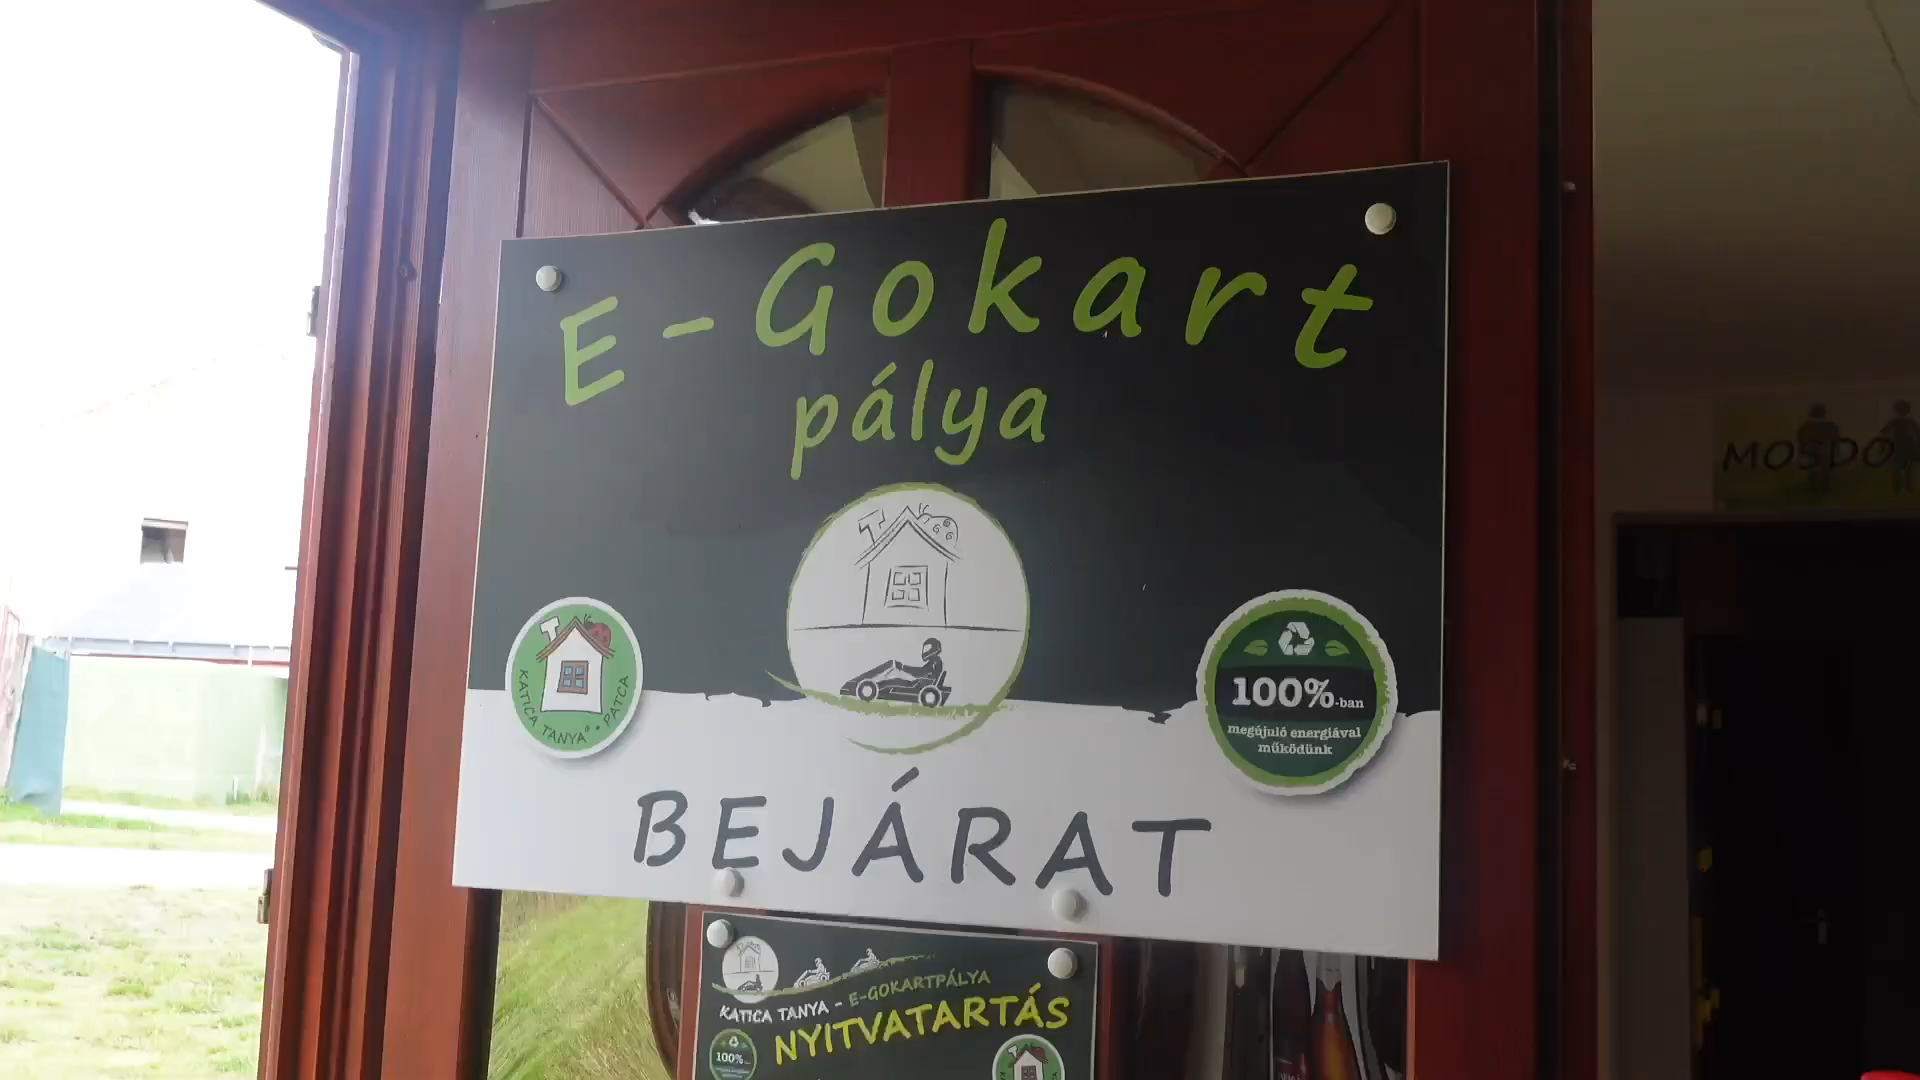 E-Gokart
pálya
KATICA TANYA® • PATCA
100%-ban
megújuló energiával
működünk
BEJÁRAT
MOSDÓ
KATICA TANYA - E-GOKARTPÁLYA
NYITVATARTÁS
100%